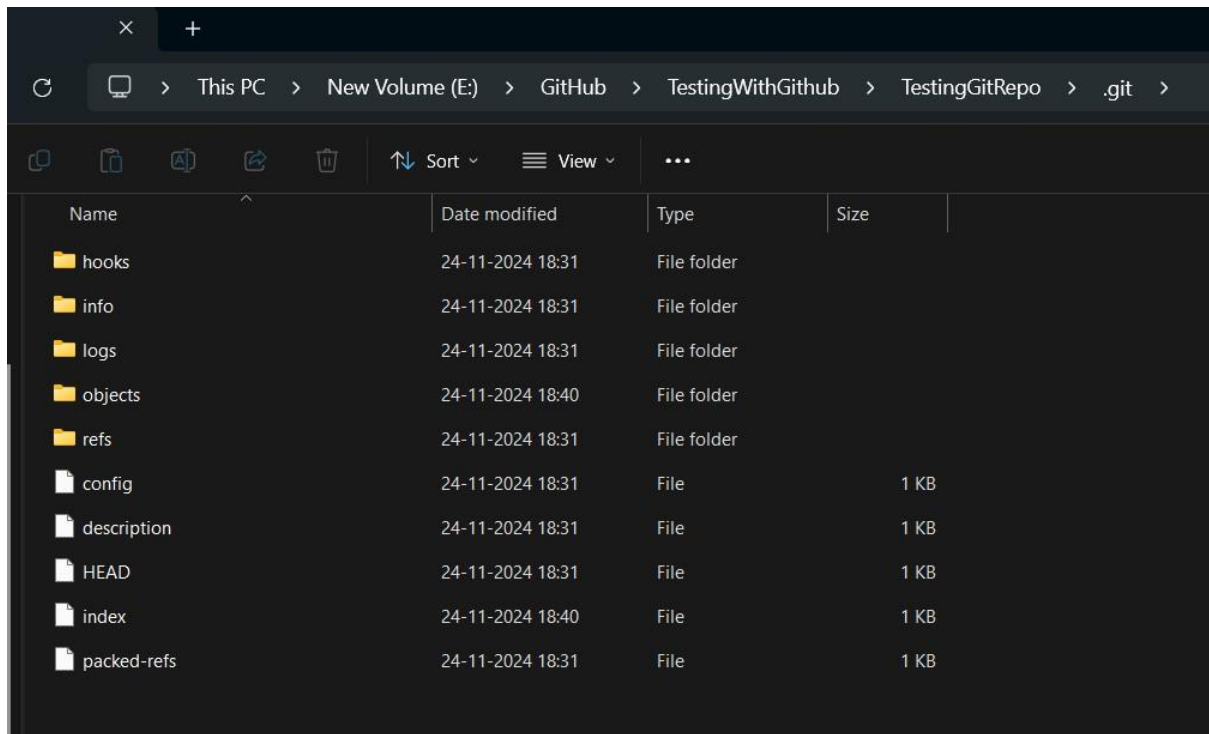 This PC > New Volume (E:) > GitHub > TestingWithGithub > TestingGitRepo > .git >
Sort View •••
Name Date modified Type Size
hooks 24-11-2024 18:31 File folder
info 24-11-2024 18:31 File folder
logs 24-11-2024 18:31 File folder
objects 24-11-2024 18:40 File folder
refs 24-11-2024 18:31 File folder
config 24-11-2024 18:31 File 1 KB
description 24-11-2024 18:31 File 1 KB
HEAD 24-11-2024 18:31 File 1 KB
index 24-11-2024 18:40 File 1 KB
packed-refs 24-11-2024 18:31 File 1 KB